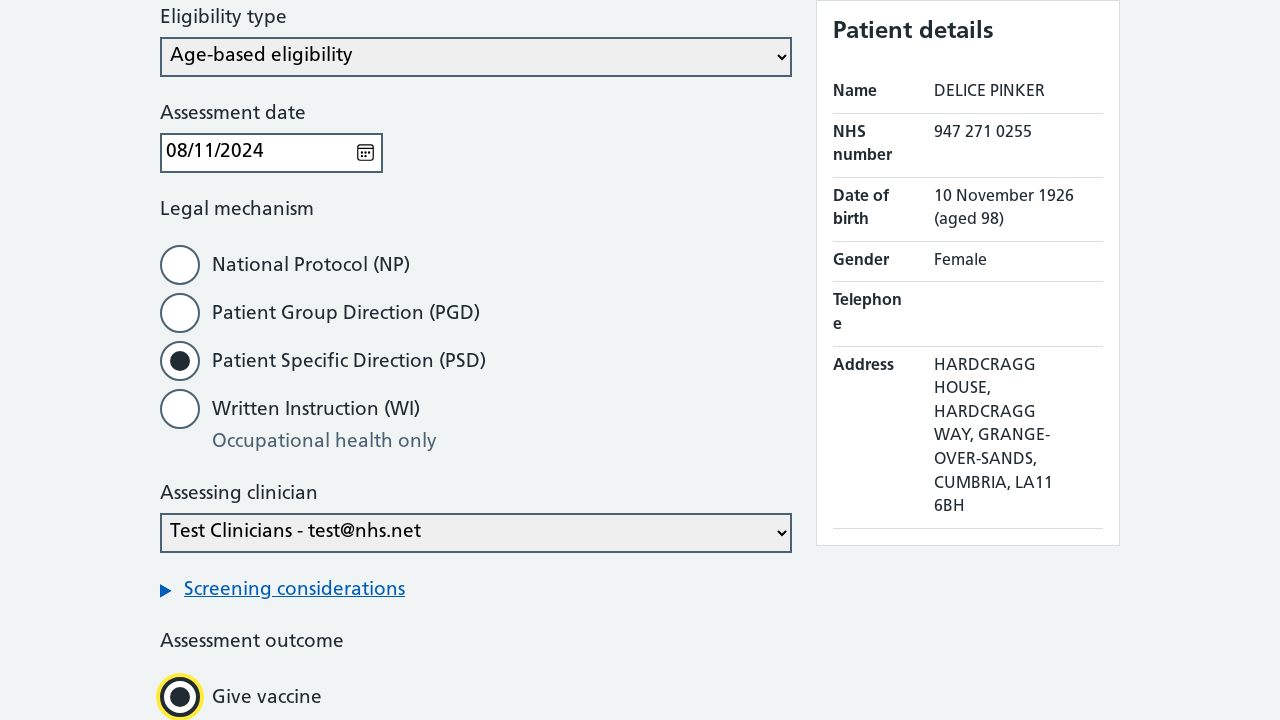 Eligibility type
Age-based eligibility
Assessment date
08/11/2024
Legal mechanism
National Protocol (NP)
Patient Group Direction (PGD)
Patient Specific Direction (PSD)
Written Instruction (WI)
Occupational health only
Assessing clinician
Test Clinicians - test@nhs.net
Screening considerations
Assessment outcome
Give vaccine
Patient details
Name DELICE PINKER
NHS 947 271 0255
number
Date of 10 November 1926
birth (aged 98)
Gender Female
Telephon
e
Address HARDCRAGG
HOUSE,
HARDCRAGG
WAY, GRANGE-
OVER-SANDS,
CUMBRIA, LA11
6BH